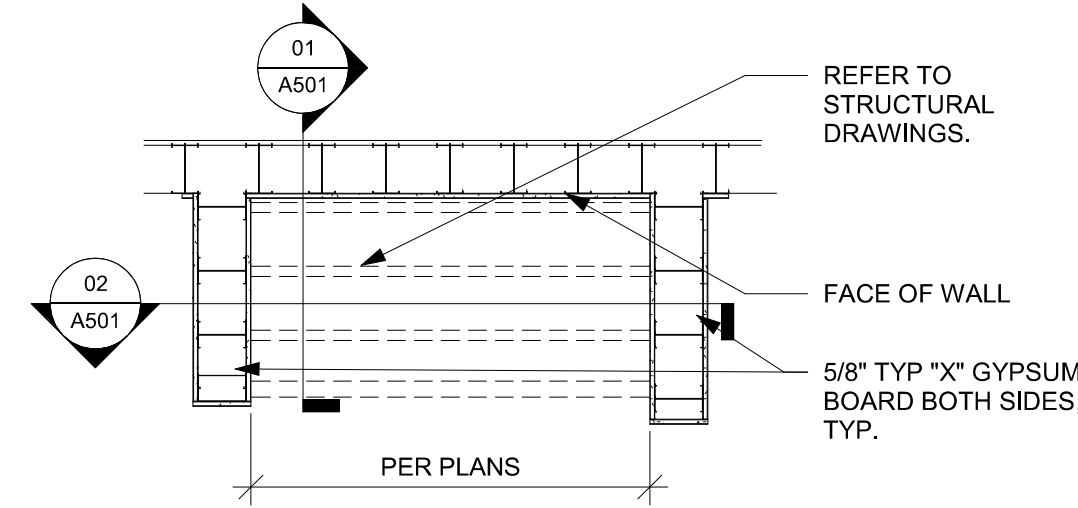 01
A501
REFER TO
STRUCTURAL
DRAWINGS.
02
A501
FACE OF WALL
5/8" TYP "X" GYPSUM
BOARD BOTH SIDES,
TYP.
PER PLANS